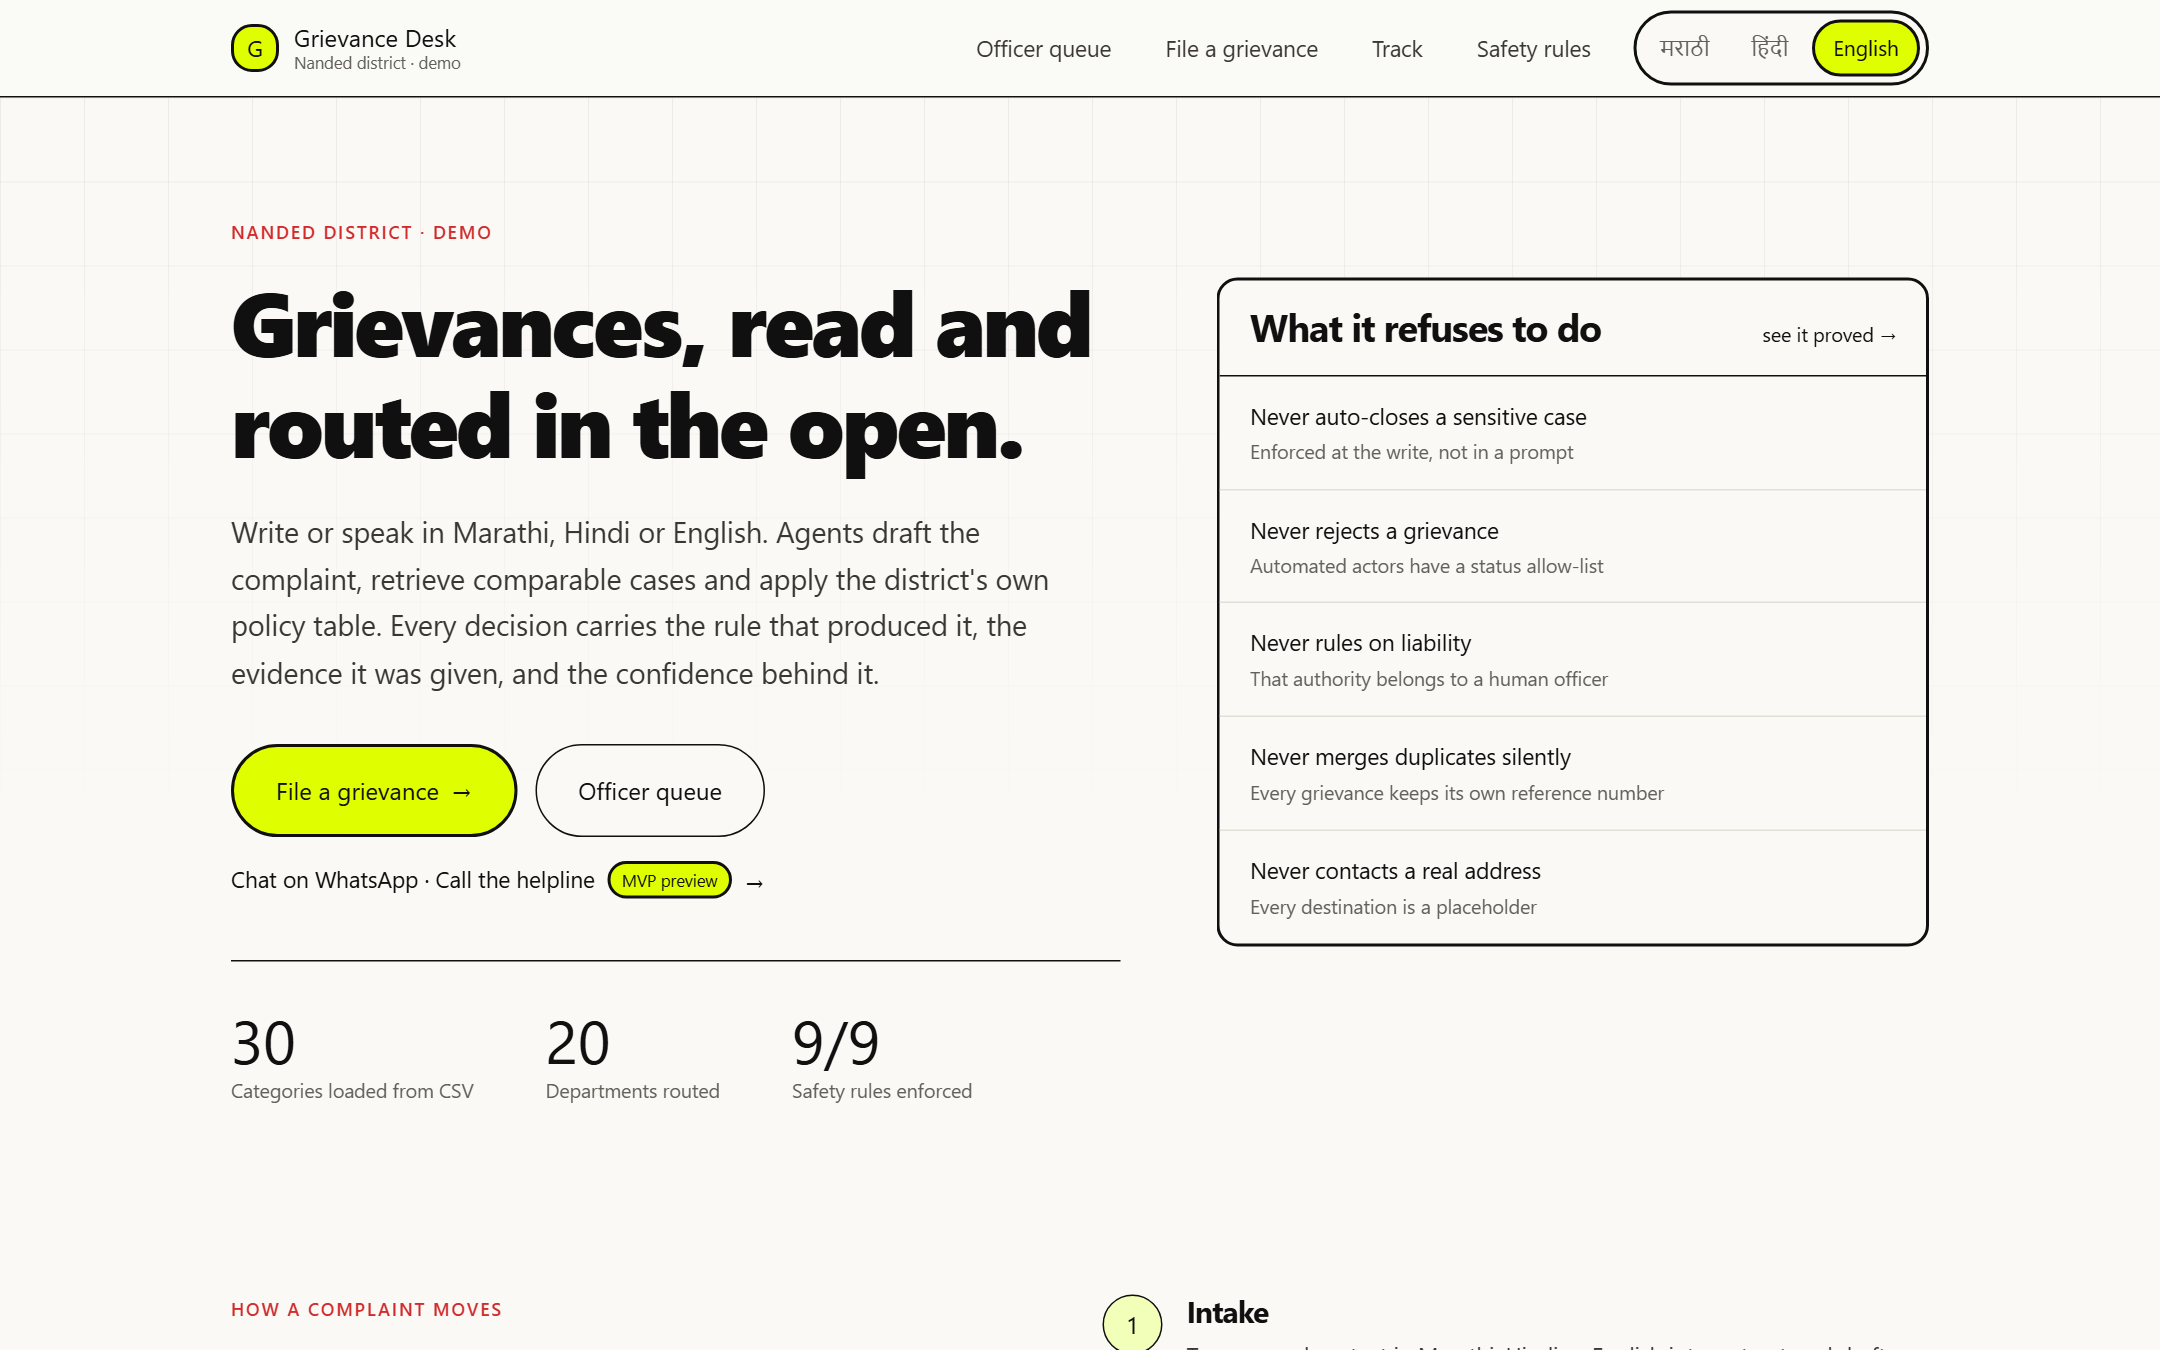 G
Grievance Desk
Nanded district · demo
Officer queue
File a grievance
Track
Safety rules
मराठी
हिंदी
English
NANDED DISTRICT · DEMO
Grievances, read and
routed in the open.
Write or speak in Marathi, Hindi or English. Agents draft the
complaint, retrieve comparable cases and apply the district's own
policy table. Every decision carries the rule that produced it, the
evidence it was given, and the confidence behind it.
File a grievance →
Officer queue
Chat on WhatsApp · Call the helpline MVP preview →
30
Categories loaded from CSV
20
Departments routed
9/9
Safety rules enforced
What it refuses to do
see it proved →
Never auto-closes a sensitive case
Enforced at the write, not in a prompt
Never rejects a grievance
Automated actors have a status allow-list
Never rules on liability
That authority belongs to a human officer
Never merges duplicates silently
Every grievance keeps its own reference number
Never contacts a real address
Every destination is a placeholder
HOW A COMPLAINT MOVES
1
Intake